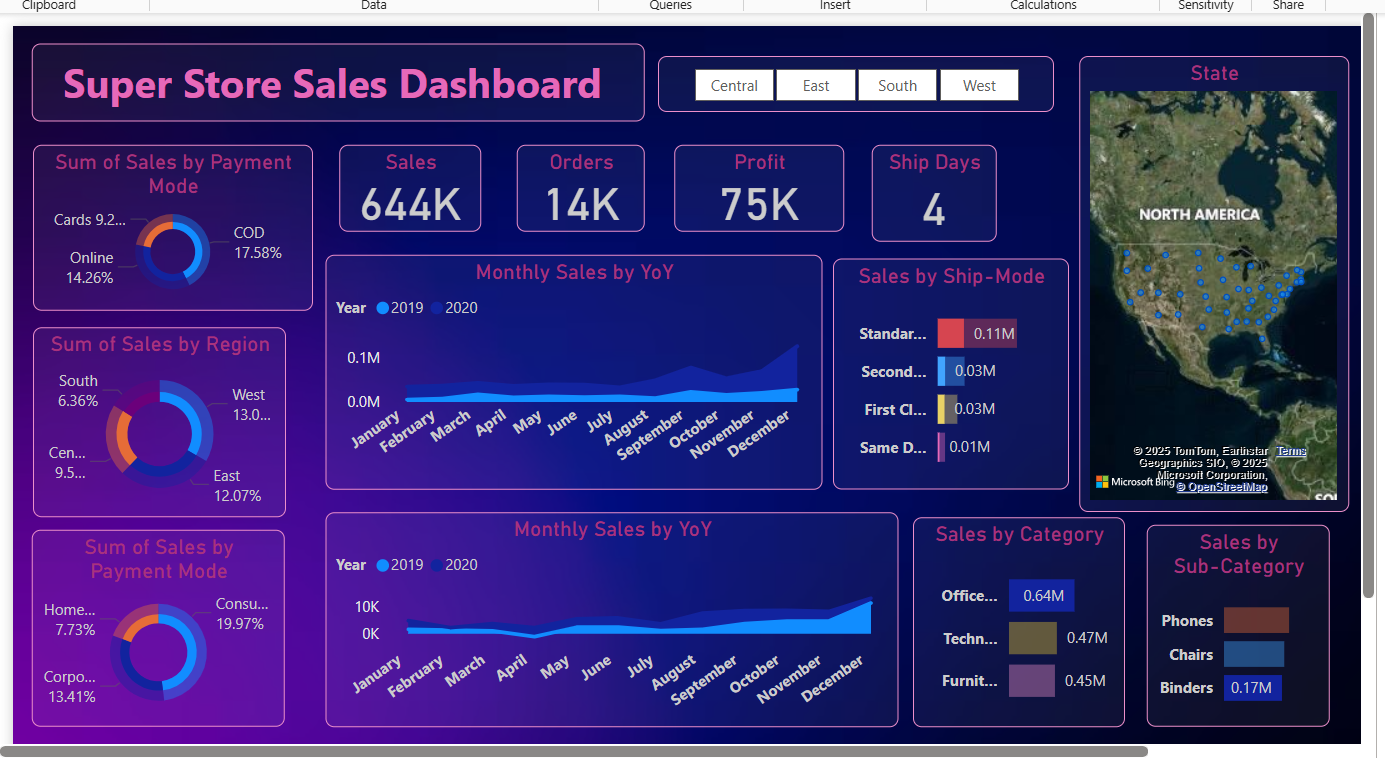 Clipboard
Data
Queries
Insert
Calculations
Sensitivity
Share
Super Store Sales Dashboard
Central
East
South
West
State
NORTH AMERICA
© 2025 TomTom, Earthstar
Terms
Geographics SIO, © 2025
Microsoft Corporation,
Microsoft Bing
© OpenStreetMap
SOU
Sum of Sales by Payment
Mode
Cards 9.2...
COD
17.58%
Online
14.26%
Sales
644K
Orders
14K
Profit
75K
Ship Days
4
Sum of Sales by Region
South
6.36%
West
13.0...
Cen...
9.5...
East
12.07%
Monthly Sales by YoY
Year 2019 2020
0.1M
0.0M
January
February
March
April
May
June
July
August
September
October
November
December
Sales by Ship-Mode
Standar... 0.11M
Second... 0.03M
First Cl... 0.03M
Same D... 0.01M
Sum of Sales by
Payment Mode
Home...
7.73%
Consu...
19.97%
Corpo...
13.41%
Monthly Sales by YoY
Year 2019 2020
10K
0K
January
February
March
April
May
June
July
August
September
October
November
December
Sales by Category
Office... 0.64M
Techn... 0.47M
Furnit... 0.45M
Sales by
Sub-Category
Phones
Chairs
Binders 0.17M